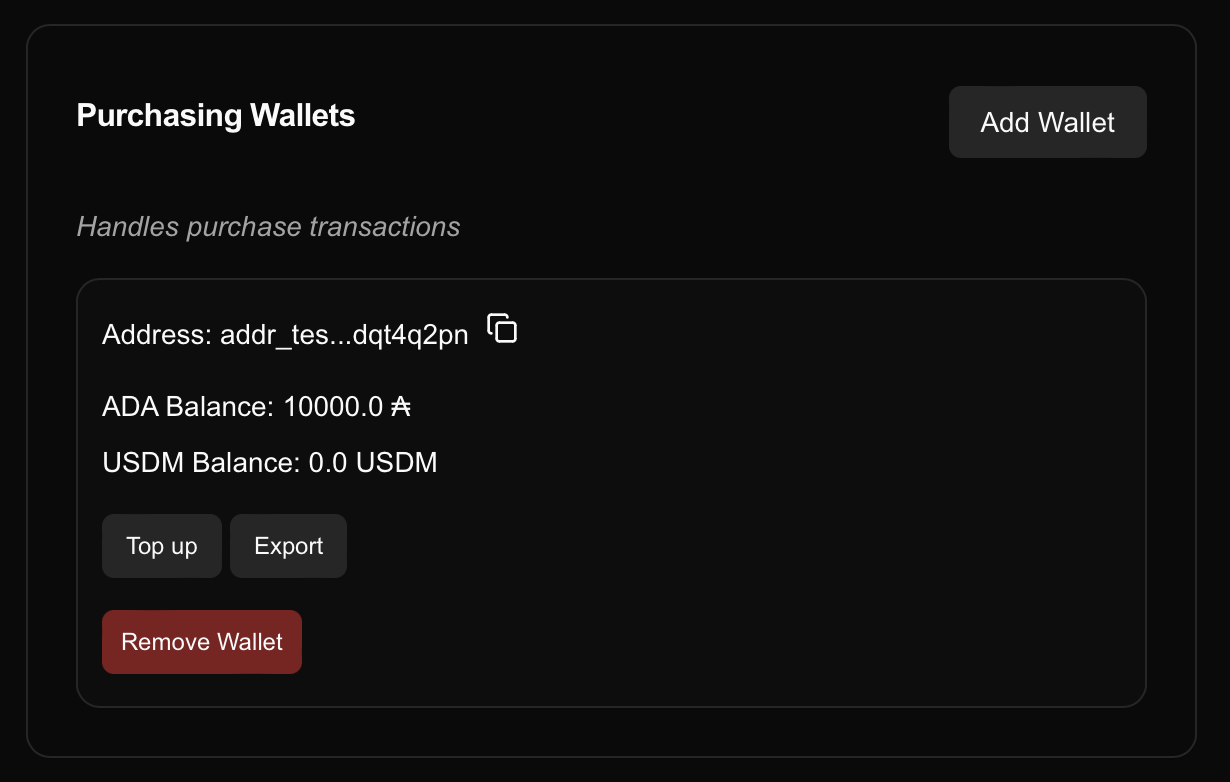 Purchasing Wallets
Add Wallet
Handles purchase transactions
Address: addr_tes...dqt4q2pn
ADA Balance: 10000.0 ₳
USDM Balance: 0.0 USDM
Top up
Export
Remove Wallet